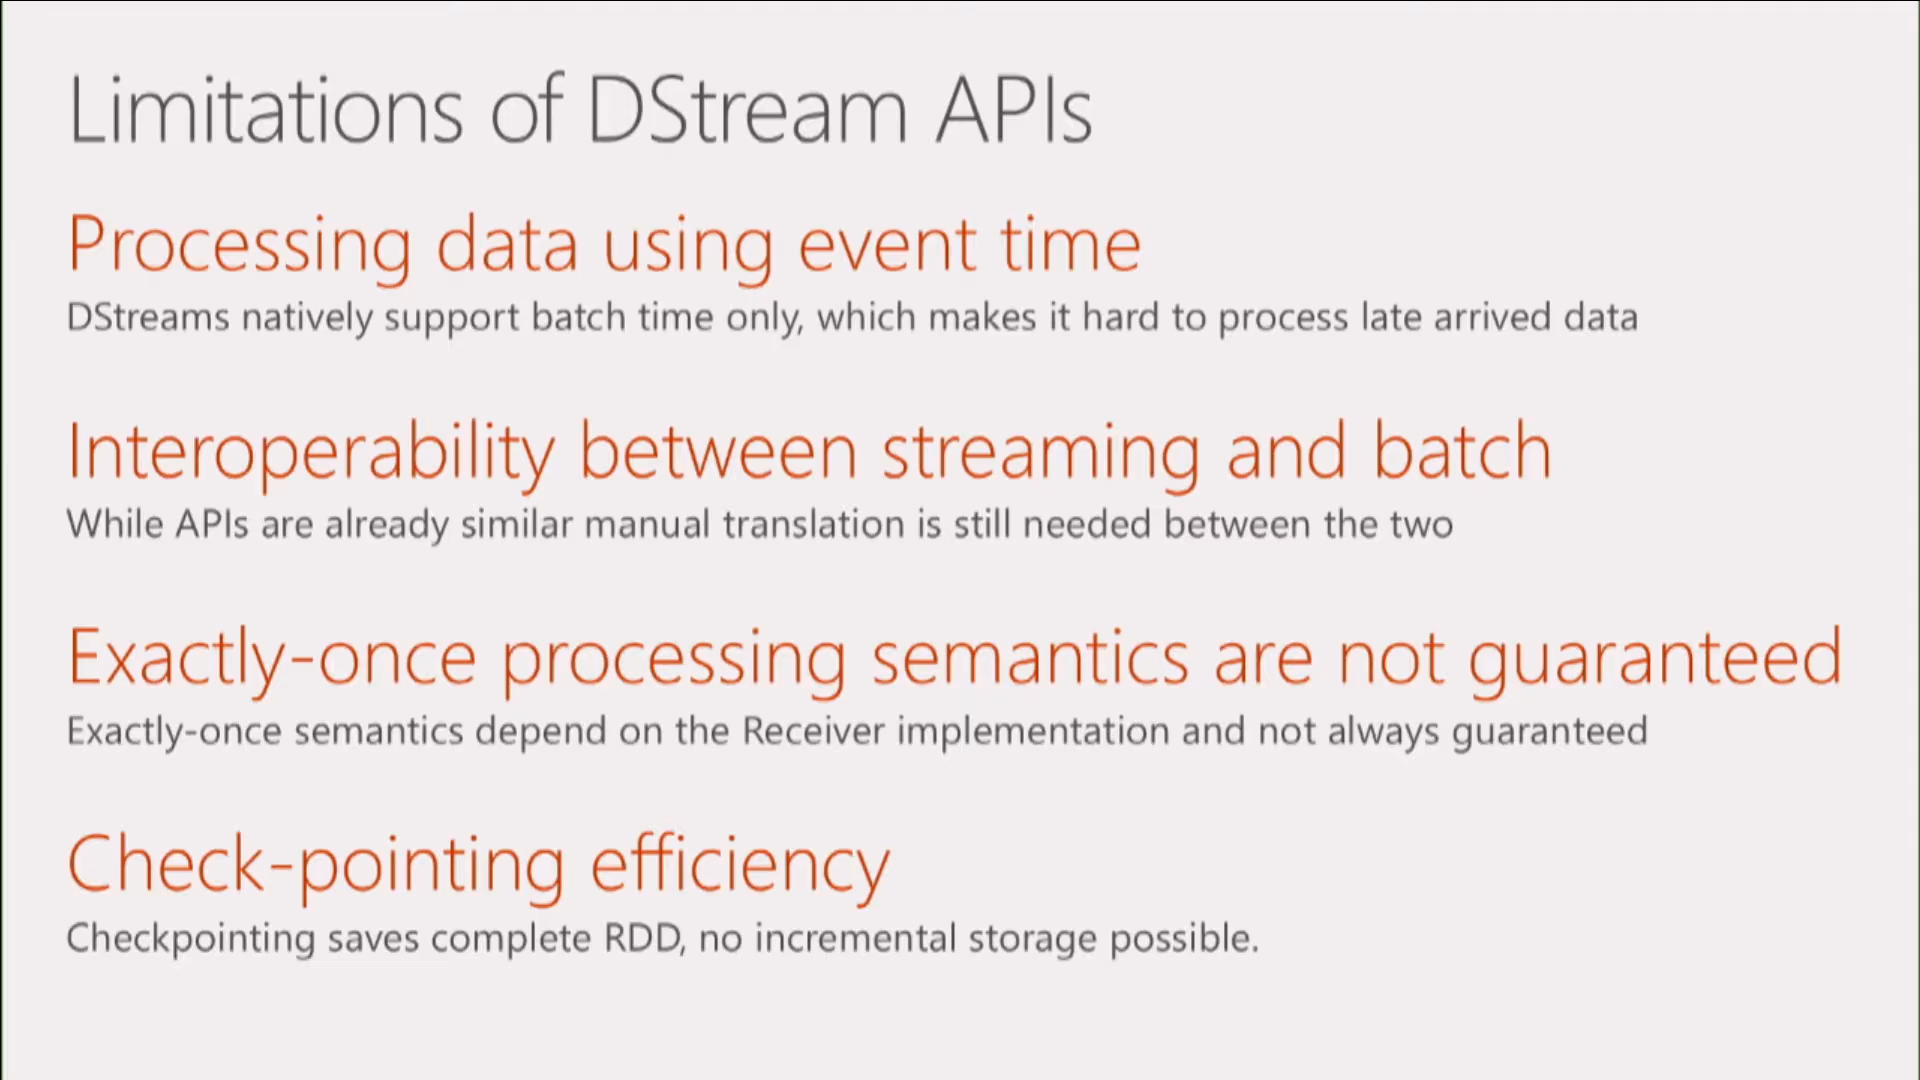 Limitations of DStream APIs
Processing data using event time
DStreams natively support batch time only, which makes it hard to process late arrived data
Interoperability between streaming and batch
While APIs are already similar manual translation is still needed between the two
Exactly-once processing semantics are not guaranteed
Exactly-once semantics depend on the Receiver implementation and not always guaranteed
Check-pointing efficiency
Checkpointing saves complete RDD, no incremental storage possible.